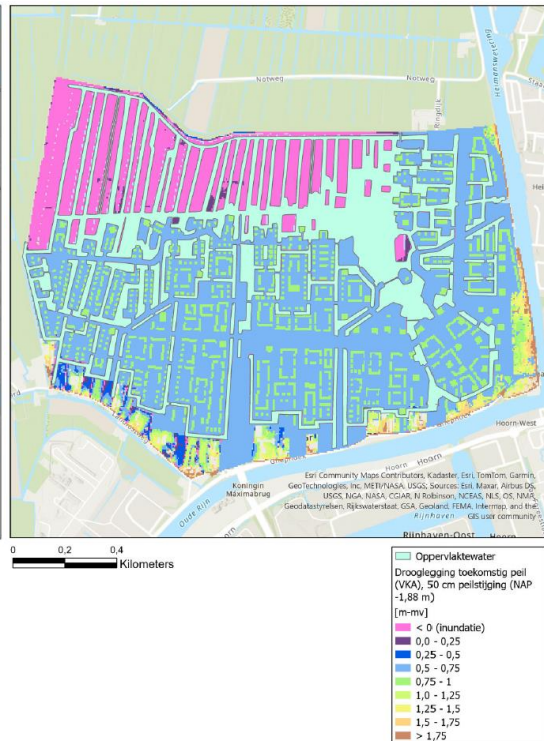 Notweg
Notweg
Ringdijk
Heimanswetering
Hoorn-West
Koningin
Máximabrug
Oude Rijn
Hoorn
Hoorn
Rijnhaven
Rijnhaven-Oost
Hoorn
Esri Community Maps Contributors, Kadaster, Esri, TomTom, Garmin,
GeoTechnologies, Inc, METI/NASA, USGS; Sources: Esri, Maxar, Airbus DS,
USGS, NGA, NASA, CGIAR, N Robinson, NCEAS, NLS, OS, NMA,
Geodatastyrelsen, Rijkswaterstaat, GSA, Geoland, FEMA, Intermap, and the
GIS user community
0 0,2 0,4
Kilometers
Oppervlaktewater
Drooglegging toekomstig peil
(VKA), 50 cm peilstijging (NAP
-1,88 m)
[m-mv]
< 0 (inundatie)
0,0 - 0,25
0,25 - 0,5
0,5 - 0,75
0,75 - 1
1,0 - 1,25
1,25 - 1,5
1,5 - 1,75
> 1,75